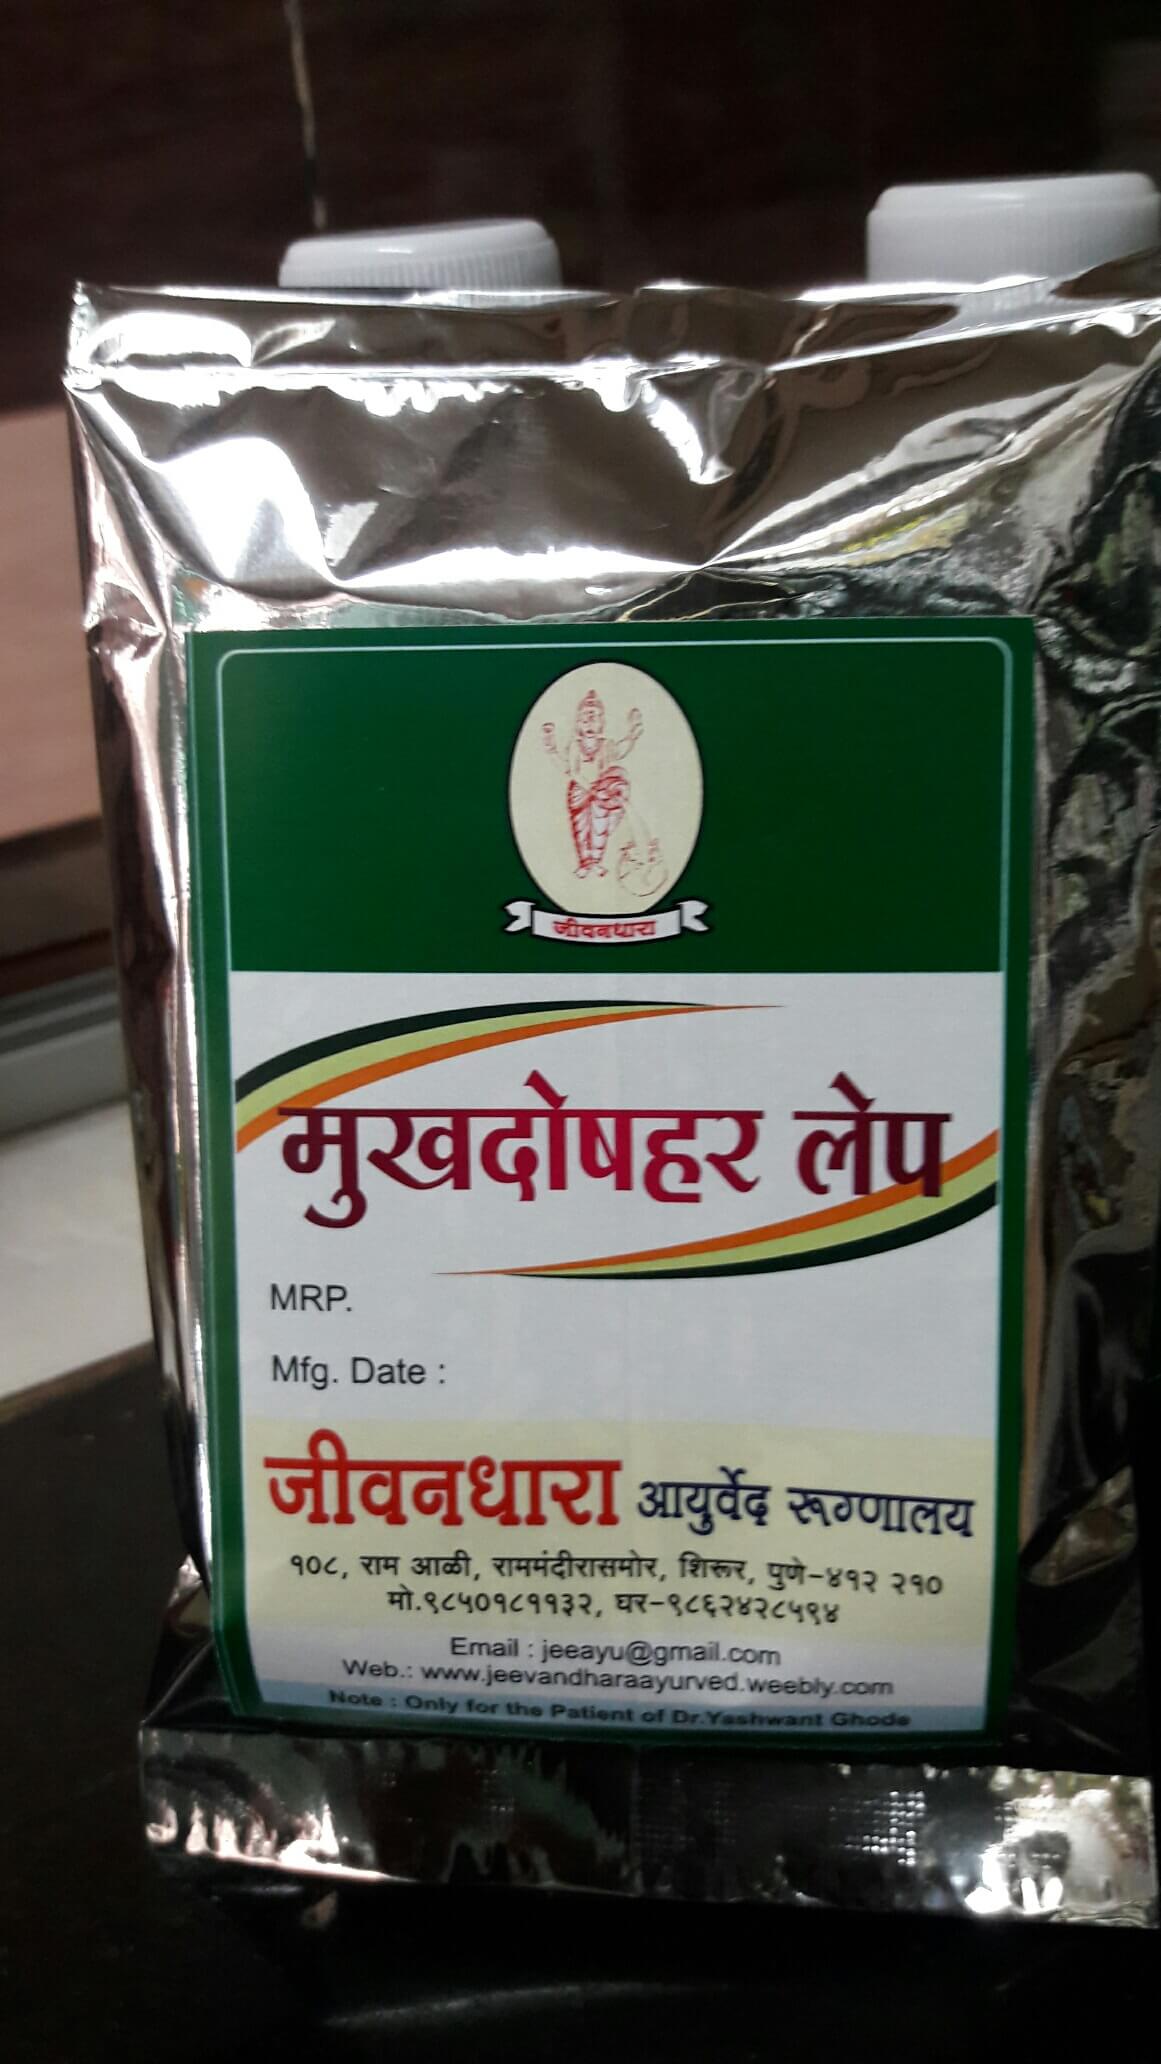 जीवनधारा
मुखदोषहर लेप
MRP.
Mfg. Date :
जीवनधारा आयुर्वेद रूग्णालय
१०८, राम आळी, राममंदीरासमोर, शिरूर, पुणे-४१२ २१०
मो.९८५०१८११३२, घर-९८६२४२८५९४
Email : jeeayu@gmail.com
Web.: www.jeevandharaayurved.weebly.com
Note : Only for the Patient of Dr.Yashwant Ghode